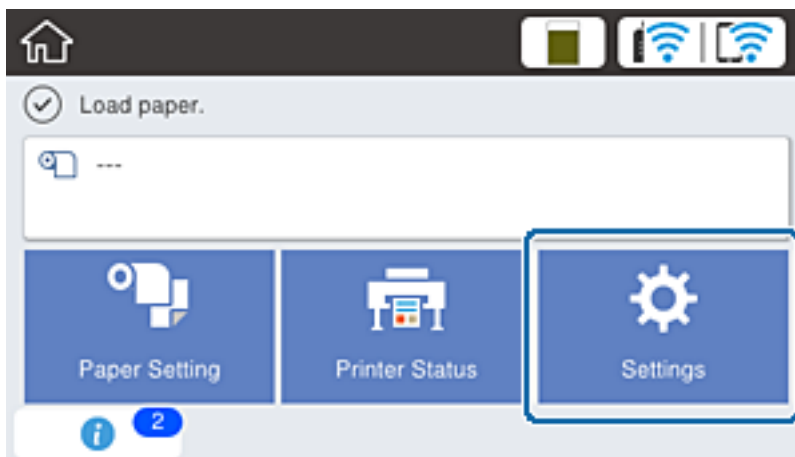 Load paper.
---
Paper Setting
Printer Status
Settings
i
2